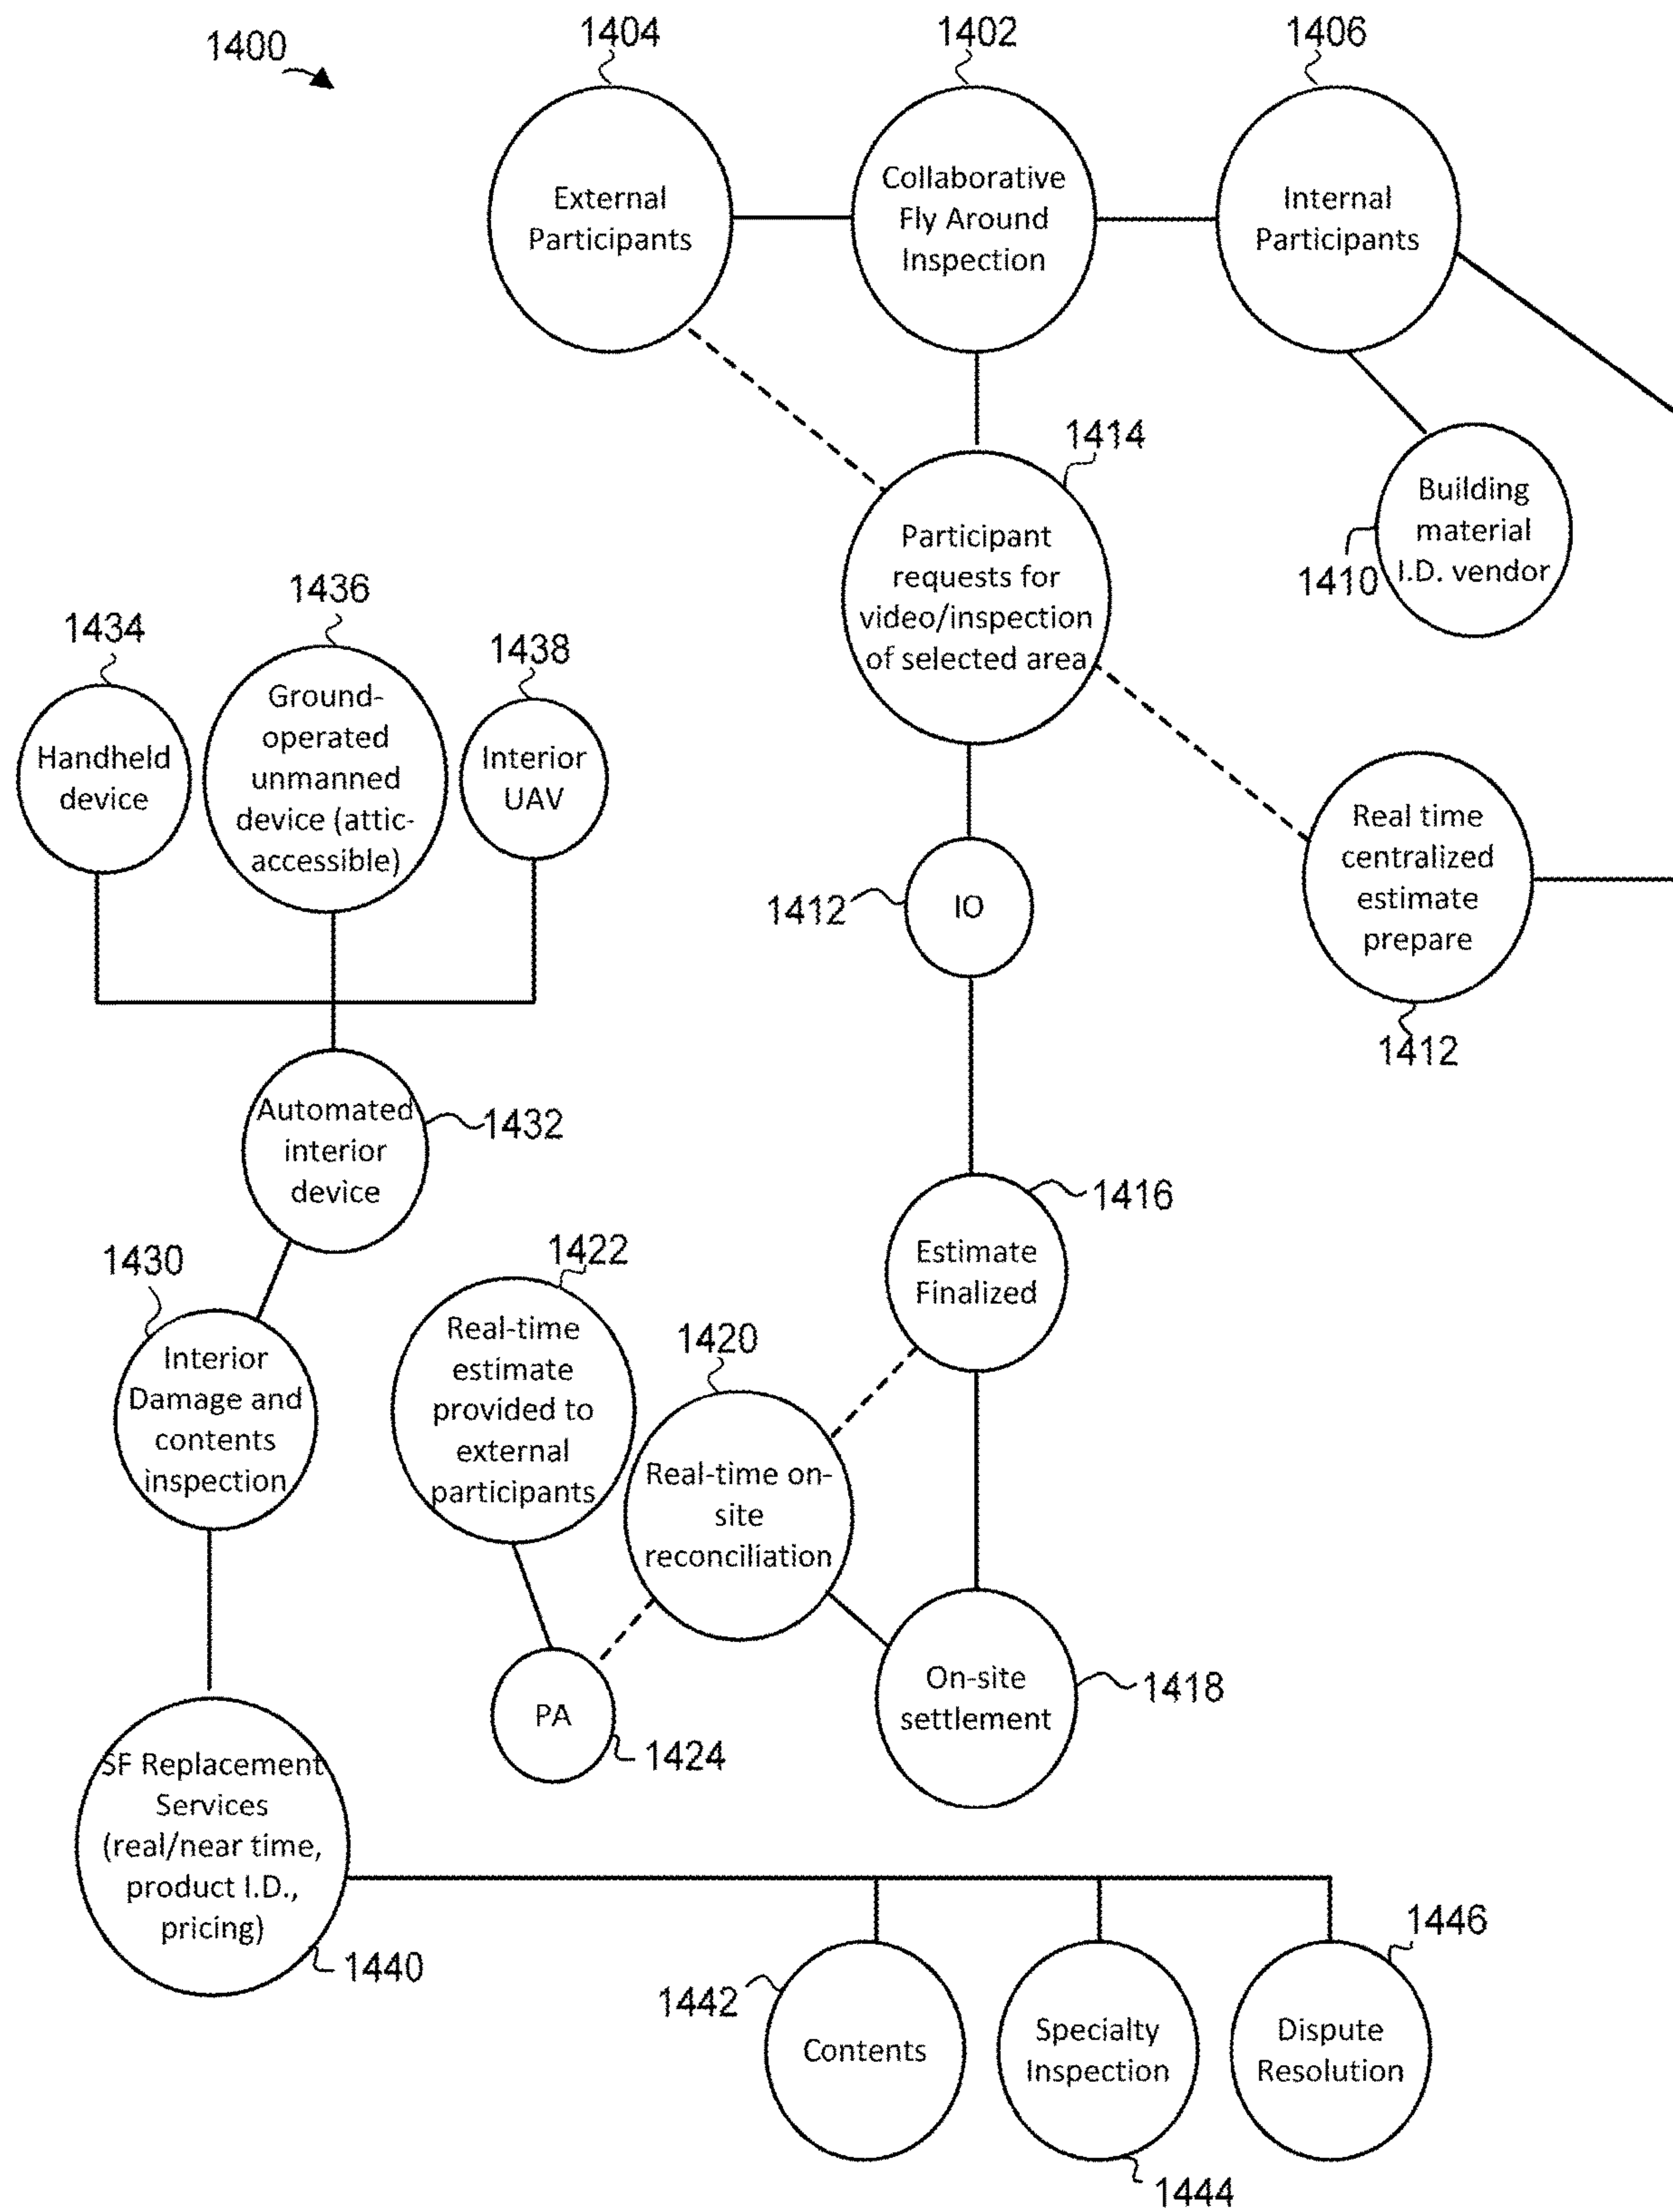 1400
1404
1402
1406
External
Participants
Collaborative
Fly Around
Inspection
Internal
Participants
1414
Building
material
I.D. vendor
1410
Participant
requests for
video/inspection
of selected area
1434
1436
1438
Handheld
device
Ground-
operated
unmanned
device (attic-
accessible)
Interior
UAV
Real time
centralized
estimate
prepare
1412
1412
IO
Automated
interior
device
1432
1416
Estimate
Finalized
1430
Interior
Damage and
contents
inspection
1422
Real-time
estimate
provided to
external
participants
1420
Real-time on-
site
reconciliation
PA
1424
On-site
settlement
1418
SF Replacement
Services
(real/near time,
product I.D.,
pricing)
1440
1442
Contents
Specialty
Inspection
1444
1446
Dispute
Resolution